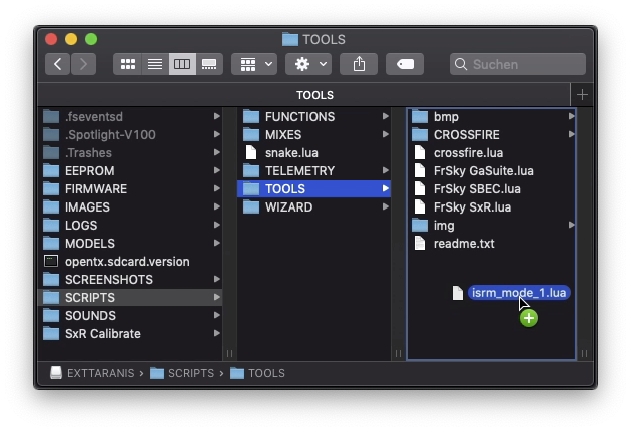 TOOLS
Suchen
TOOLS
.fseventsd
.Spotlight-V100
.Trashes
EEPROM
FIRMWARE
IMAGES
LOGS
MODELS
opentx.sdcard.version
SCREENSHOTS
SCRIPTS
SOUNDS
SxR Calibrate
FUNCTIONS
MIXES
snake.lua
TELEMETRY
TOOLS
WIZARD
bmp
CROSSFIRE
crossfire.lua
FrSky GaSuite.lua
FrSky SBEC.lua
FrSky SxR.lua
img
readme.txt
isrm_mode_1.lua
EXTTARANIS › SCRIPTS › TOOLS